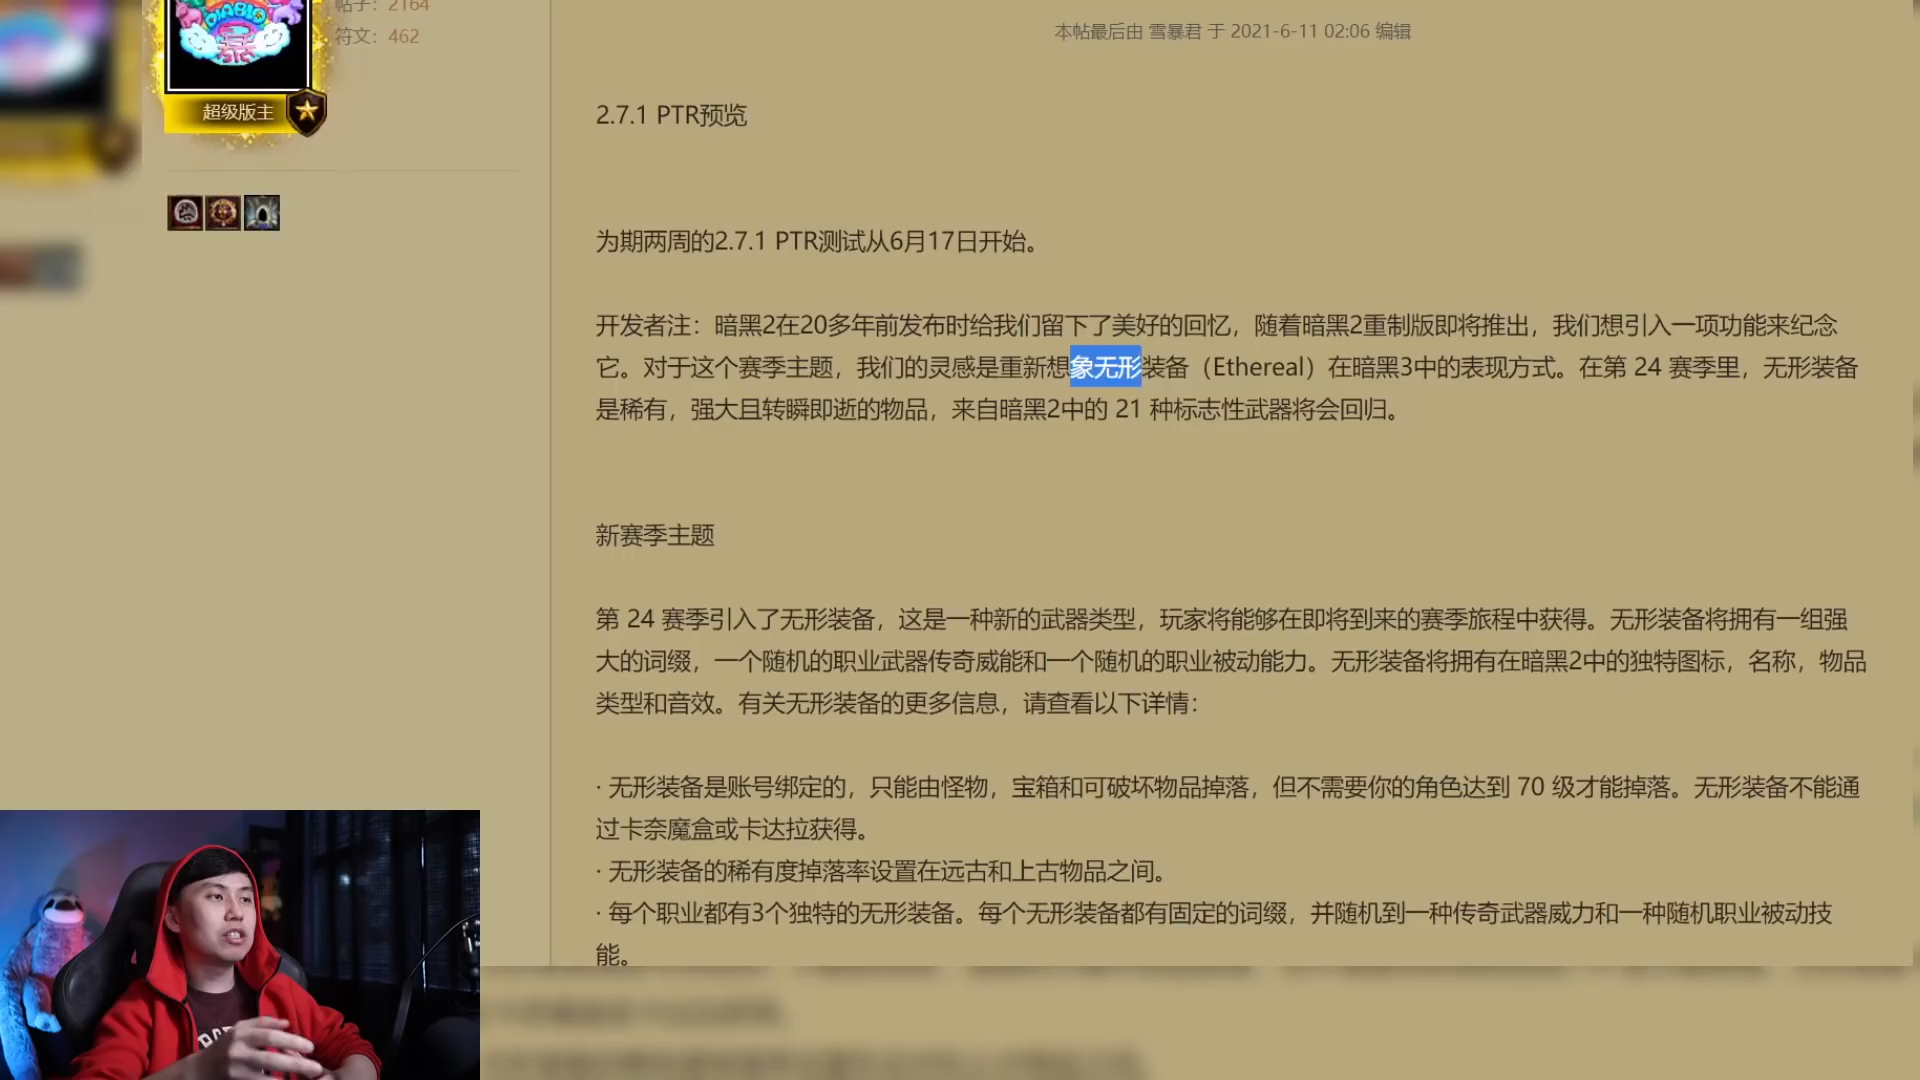 帖子：2164
符文：462
超级版主
本帖最后由 雪暴君 于 2021-6-11 02:06 编辑
2.7.1 PTR预览
为期两周的2.7.1 PTR测试从6月17日开始。
开发者注：暗黑2在20多年前发布时给我们留下了美好的回忆，随着暗黑2重制版即将推出，我们想引入一项功能来纪念
它。对于这个赛季主题，我们的灵感是重新想象无形装备（Ethereal）在暗黑3中的表现方式。在第 24 赛季里，无形装备
是稀有，强大且转瞬即逝的物品，来自暗黑2中的 21 种标志性武器将会回归。
新赛季主题
第 24 赛季引入了无形装备，这是一种新的武器类型，玩家将能够在即将到来的赛季旅程中获得。无形装备将拥有一组强
大的词缀，一个随机的职业武器传奇威能和一个随机的职业被动能力。无形装备将拥有在暗黑2中的独特图标，名称，物品
类型和音效。有关无形装备的更多信息，请查看以下详情：
· 无形装备是账号绑定的，只能由怪物，宝箱和可破坏物品掉落，但不需要你的角色达到 70 级才能掉落。无形装备不能通
过卡奈魔盒或卡达拉获得。
· 无形装备的稀有度掉落率设置在远古和上古物品之间。
· 每个职业都有3个独特的无形装备。每个无形装备都有固定的词缀，并随机到一种传奇武器威力和一种随机职业被动技
能。